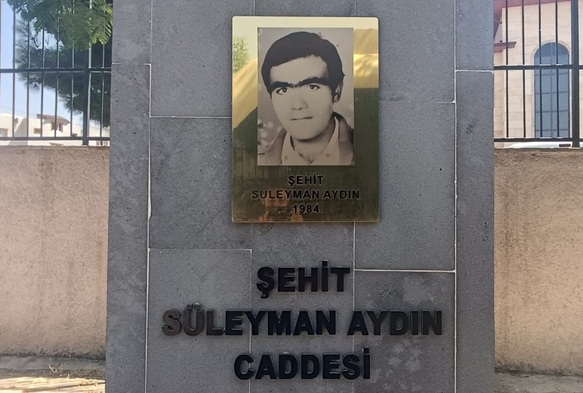 ŞEHİT
SÜLEYMAN AYDIN
1984
ŞEHİT
SÜLEYMAN AYDIN
CADDESİ